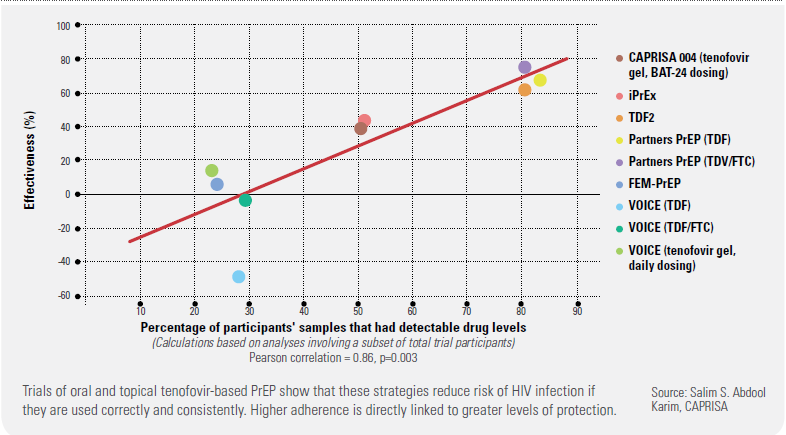 100
80
60
40
20
0
-20
-40
-60
Effectiveness (%)
10 20 30 40 50 60 70 80 90
Percentage of participants' samples that had detectable drug levels
(Calculations based on analyses involving a subset of total trial participants)
Pearson correlation = 0.86, p=0.003
CAPRISA 004 (tenofovir
gel, BAT-24 dosing)
iPrEx
TDF2
Partners PrEP (TDF)
Partners PrEP (TDV/FTC)
FEM-PrEP
VOICE (TDF)
VOICE (TDF/FTC)
VOICE (tenofovir gel,
daily dosing)
Trials of oral and topical tenofovir-based PrEP show that these strategies reduce risk of HIV infection if
they are used correctly and consistently. Higher adherence is directly linked to greater levels of protection.
Source: Salim S. Abdool
Karim, CAPRISA